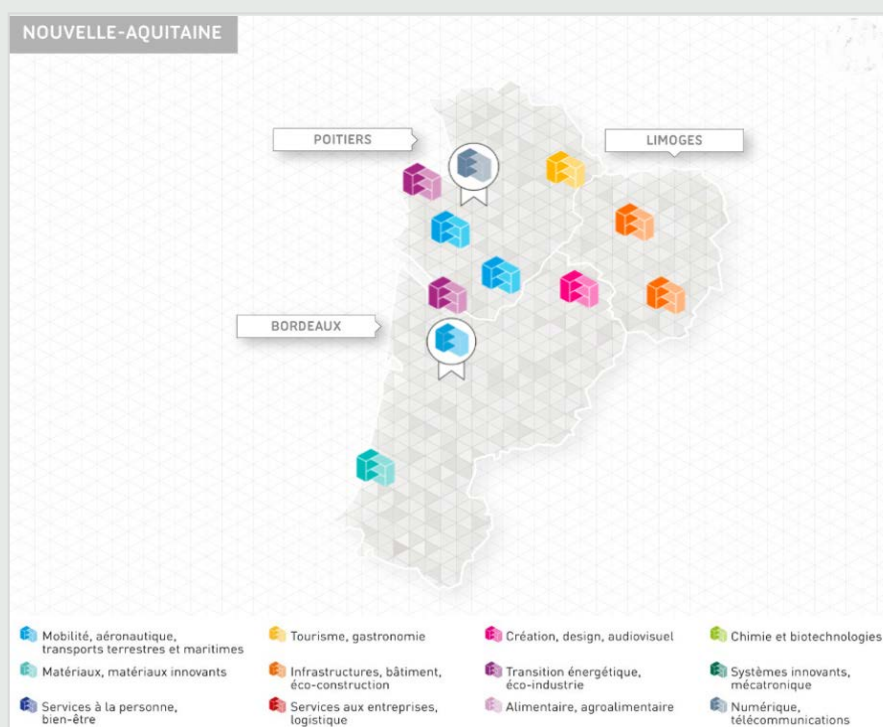 NOUVELLE-AQUITAINE
POITIERS
LIMOGES
BORDEAUX
Mobilité, aéronautique,
transports terrestres et maritimes
Tourisme, gastronomie
Création, design, audiovisuel
Chimie et biotechnologies
Matériaux, matériaux innovants
Infrastructures, bâtiment,
éco-construction
Transition énergétique,
éco-industrie
Systèmes innovants,
mécatronique
Services à la personne,
bien-être
Services aux entreprises,
logistique
Alimentaire, agroalimentaire
Numérique,
télécommunications